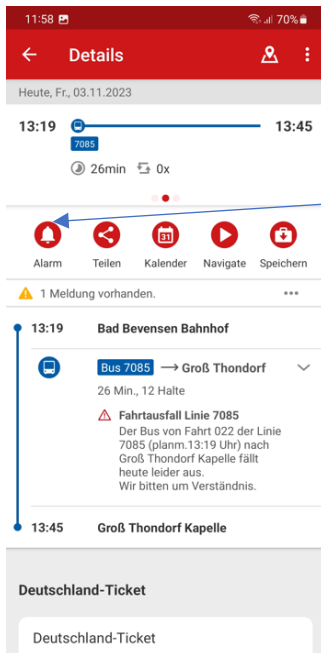 11:58 70%
Details
Heute, Fr., 03.11.2023
13:19 13:45
7085
26min 0x
31
Alarm Teilen Kalender Navigate Speichern
1 Meldung vorhanden.
13:19 Bad Bevensen Bahnhof
Bus 7085 → Groß Thondorf
26 Min., 12 Halte
Fahrtausfall Linie 7085
Der Bus von Fahrt 022 der Linie
7085 (planm.13:19 Uhr) nach
Groß Thondorf Kapelle fällt
heute leider aus.
Wir bitten um Verständnis.
13:45 Groß Thondorf Kapelle
Deutschland-Ticket
Deutschland-Ticket